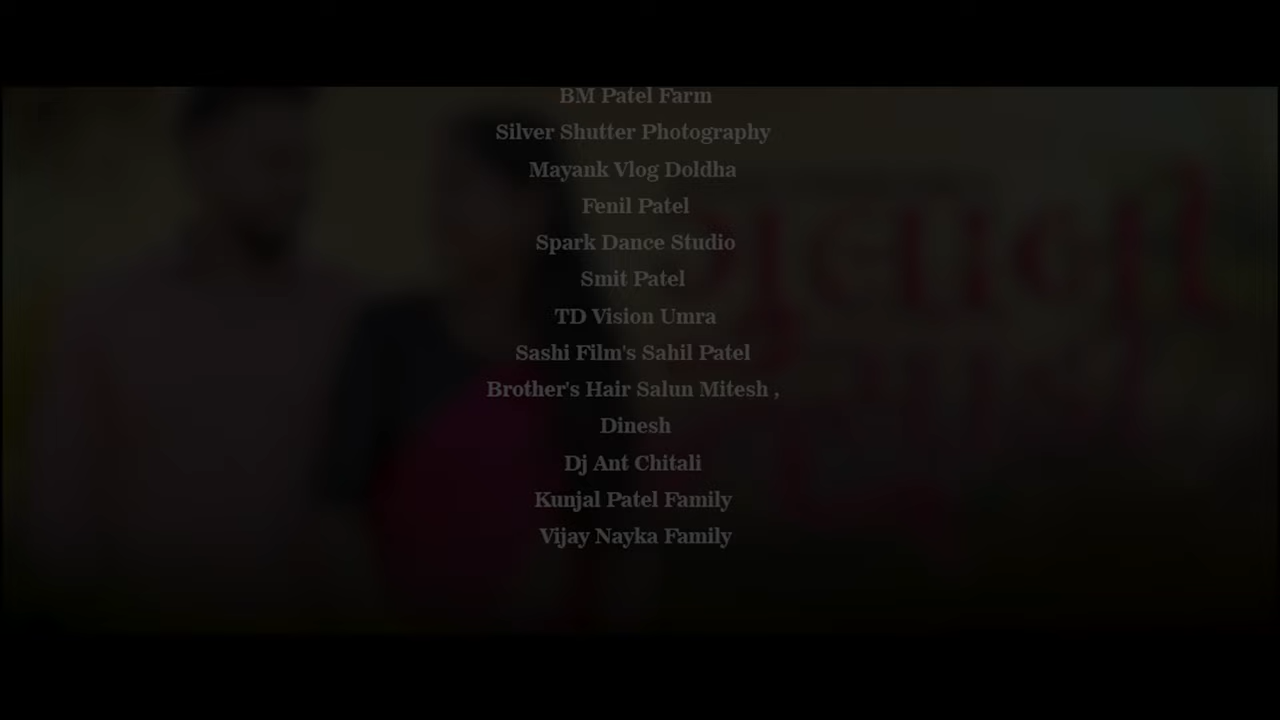 BM Patel Farm
Silver Shutter Photography
Mayank Vlog Doldha
Fenil Patel
Spark Dance Studio
Smit Patel
TD Vision Umra
Sashi Film's Sahil Patel
Brother's Hair Salun Mitesh ,
Dinesh
Dj Ant Chitali
Kunjal Patel Family
Vijay Nayka Family